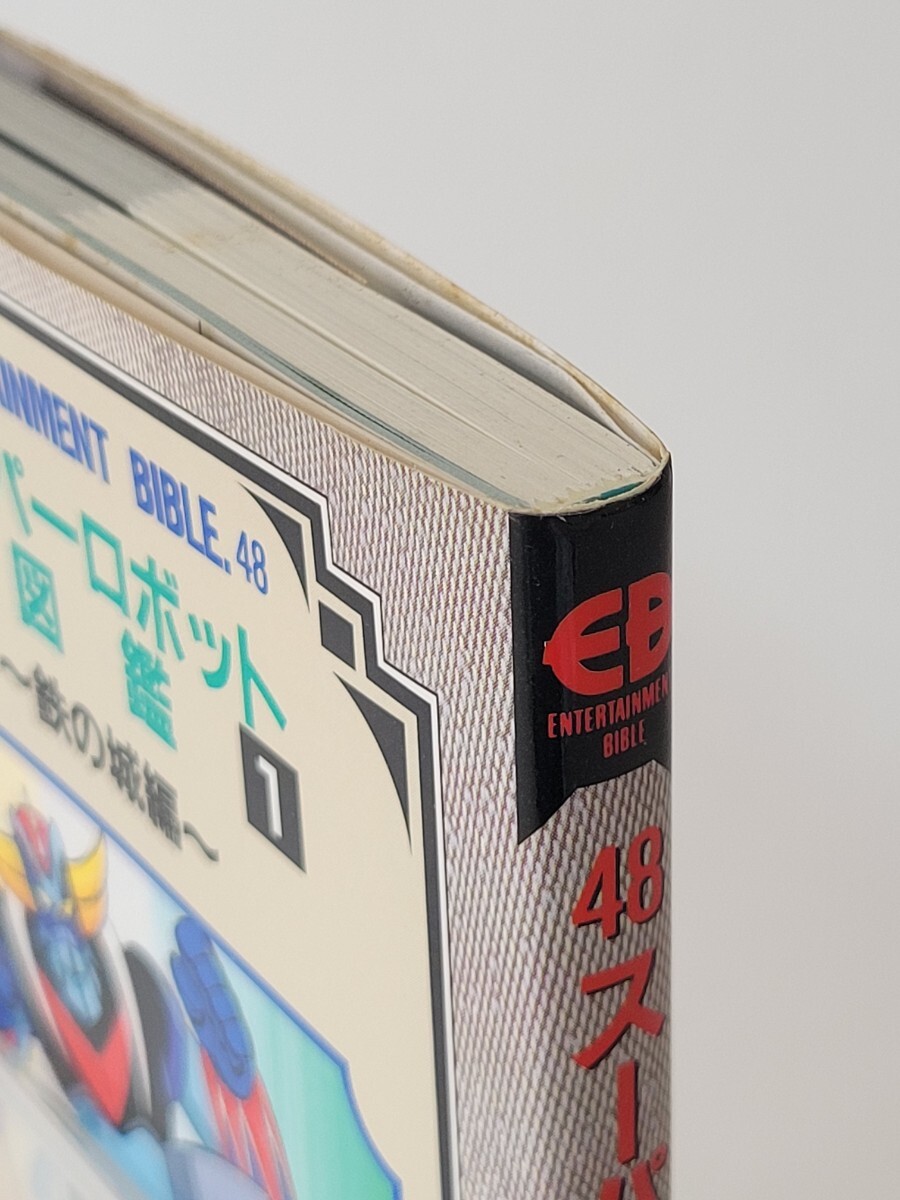 INMENT BIBLE. 48
パーロボット
図鑑
1
～鉄の城編～
EB
ENTERTAINMEN
BIBLE
48 スーパ